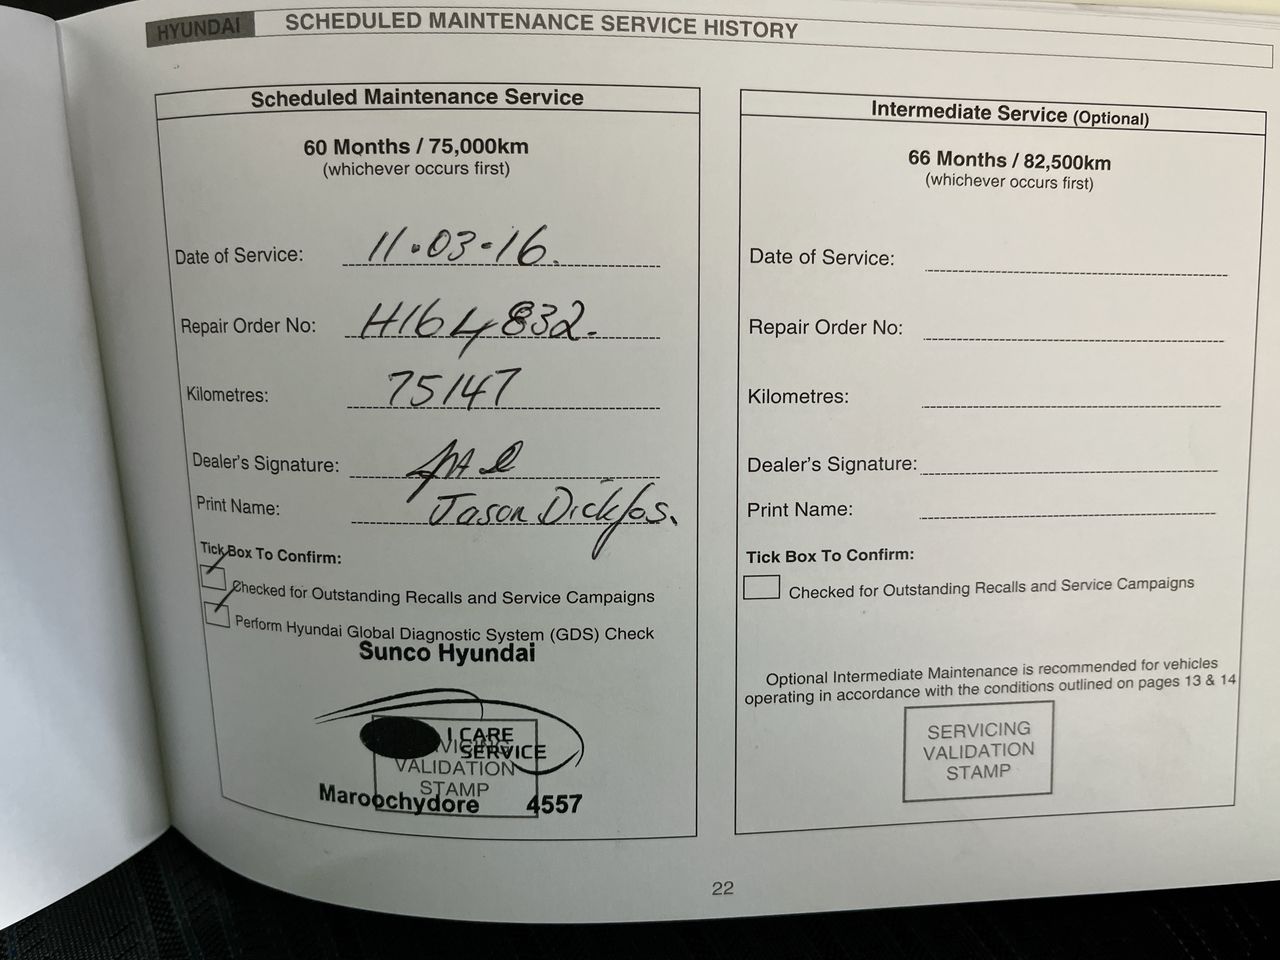 HYUNDAI SCHEDULED MAINTENANCE SERVICE HISTORY
Scheduled Maintenance Service
60 Months / 75,000km
(whichever occurs first)
Date of Service: 11.03.16.
Repair Order No: H164832.
Kilometres: 75147
Dealer's Signature:
Print Name: Jason Dickfos.
Tick Box To Confirm:
Checked for Outstanding Recalls and Service Campaigns
Perform Hyundai Global Diagnostic System (GDS) Check
Sunco Hyundai
I CARE
SERVICE
VALIDATION
STAMP
Maroochydore 4557
Intermediate Service (Optional)
66 Months / 82,500km
(whichever occurs first)
Date of Service:
Repair Order No:
Kilometres:
Dealer's Signature:
Print Name:
Tick Box To Confirm:
Checked for Outstanding Recalls and Service Campaigns
Optional Intermediate Maintenance is recommended for vehicles
operating in accordance with the conditions outlined on pages 13 & 14
SERVICING
VALIDATION
STAMP
22